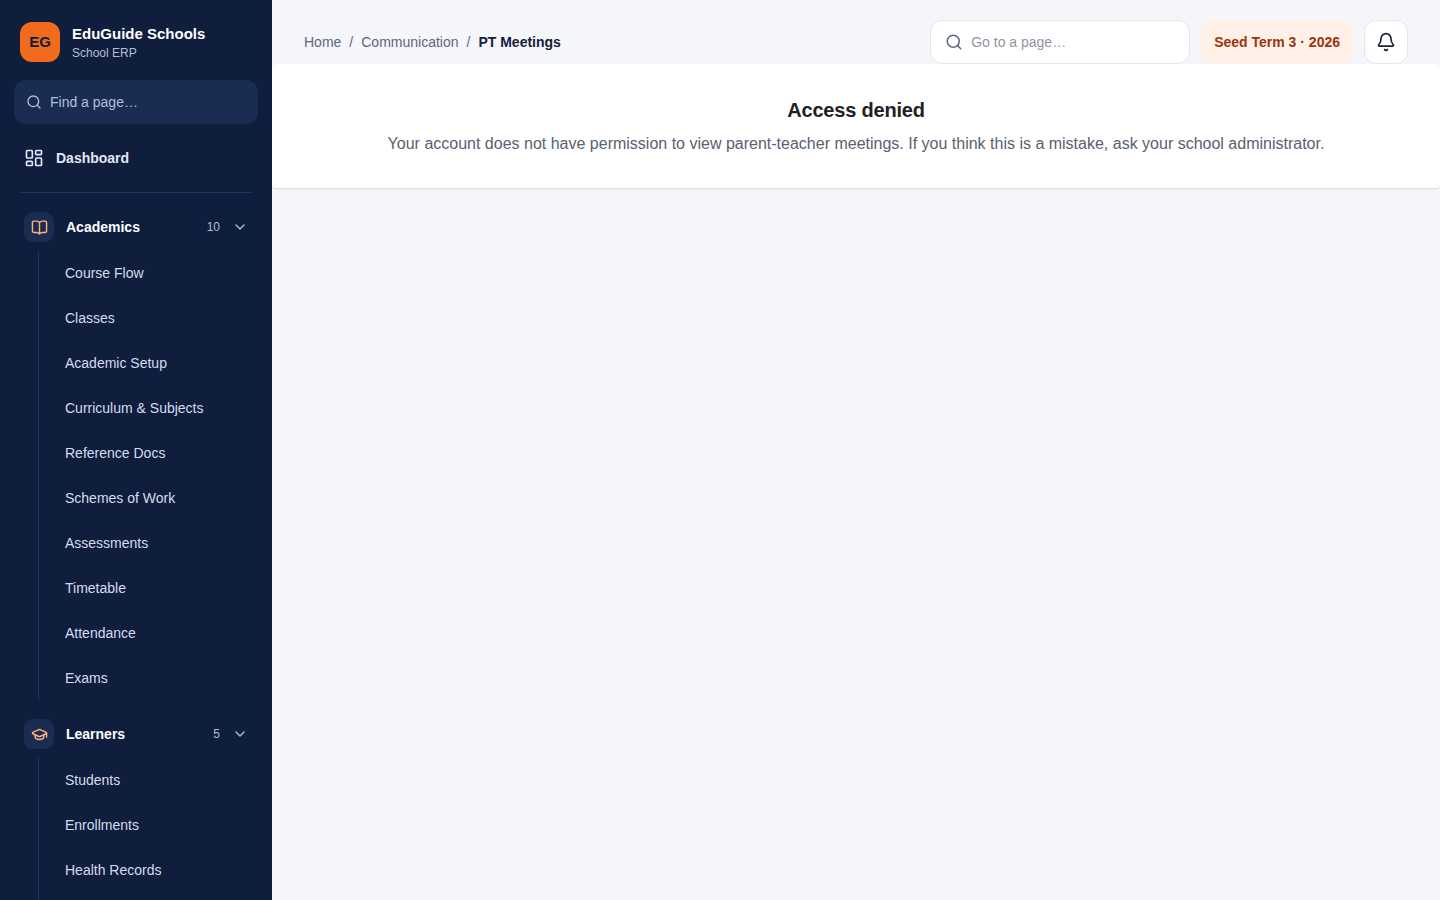 EG
EduGuide Schools
School ERP
Find a page…
Dashboard
Academics 10
Course Flow
Classes
Academic Setup
Curriculum & Subjects
Reference Docs
Schemes of Work
Assessments
Timetable
Attendance
Exams
Learners 5
Students
Enrollments
Health Records
Home / Communication / PT Meetings
Go to a page…
Seed Term 3 · 2026
Access denied
Your account does not have permission to view parent-teacher meetings. If you think this is a mistake, ask your school administrator.